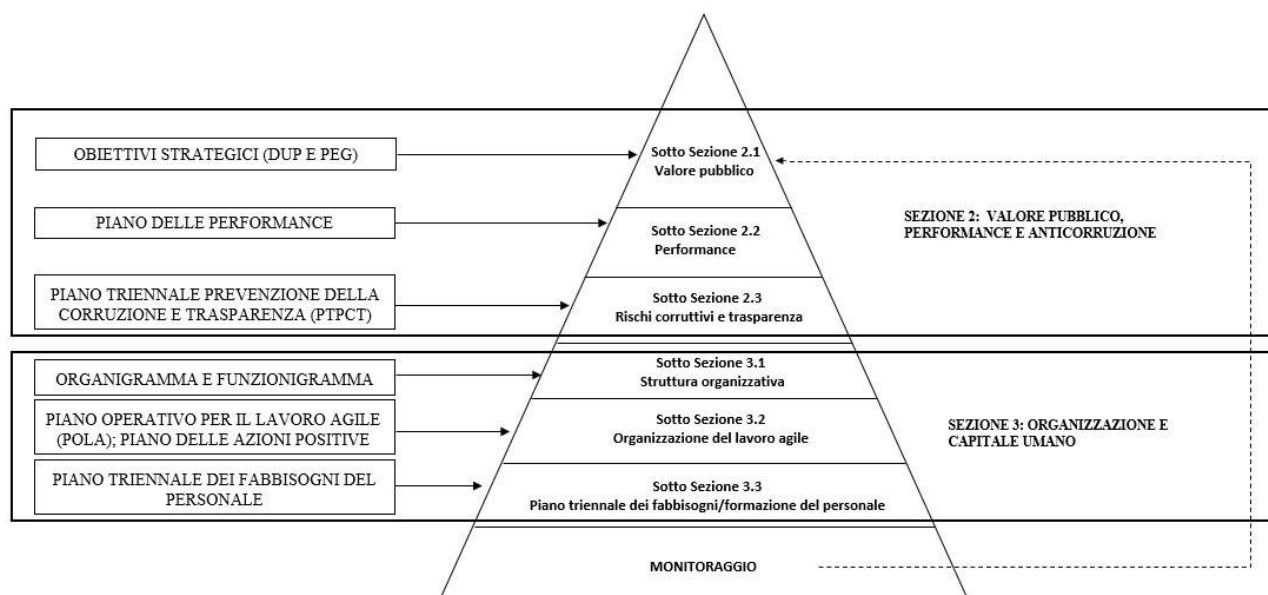 OBIETTIVI STRATEGICI (DUP E PEG)
Sotto Sezione 2.1
Valore pubblico
PIANO DELLE PERFORMANCE
Sotto Sezione 2.2
Performance
SEZIONE 2: VALORE PUBBLICO,
PERFORMANCE E ANTICORRUZIONE
PIANO TRIENNALE PREVENZIONE DELLA
CORRUZIONE E TRASPARENZA (PTPCT)
Sotto Sezione 2.3
Rischi corruttivi e trasparenza
ORGANIGRAMMA E FUNZIONIGRAMMA
Sotto Sezione 3.1
Struttura organizzativa
PIANO OPERATIVO PER IL LAVORO AGILE
(POLA); PIANO DELLE AZIONI POSITIVE
Sotto Sezione 3.2
Organizzazione del lavoro agile
SEZIONE 3: ORGANIZZAZIONE E
CAPITALE UMANO
PIANO TRIENNALE DEI FABBISOGNI DEL
PERSONALE
Sotto Sezione 3.3
Piano triennale dei fabbisogni/formazione del personale
MONITORAGGIO